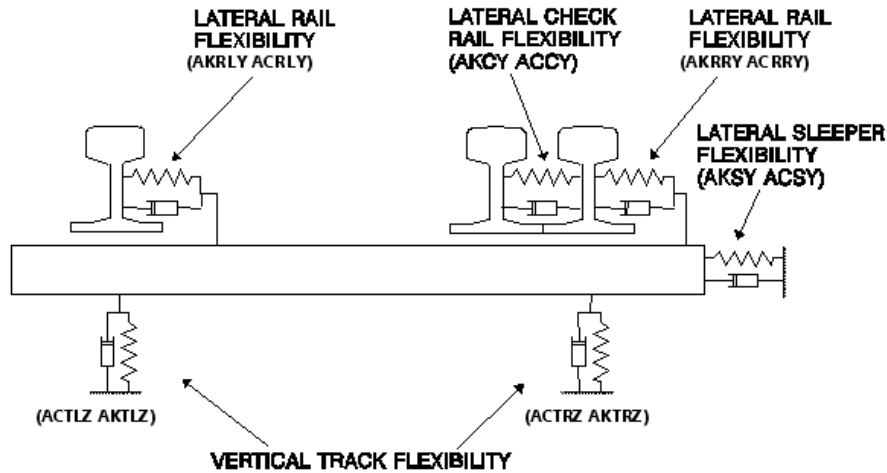 LATERAL RAIL
FLEXIBILITY
(AKRLY ACRLY)
LATERAL CHECK
RAIL FLEXIBILITY
(AKCY ACCY)
LATERAL RAIL
FLEXIBILITY
(AKRRY ACRRY)
LATERAL SLEEPER
FLEXIBILITY
(AKSY ACSY)
(ACTLZ AKTLZ)
(ACTRZ AKTRZ)
VERTICAL TRACK FLEXIBILITY